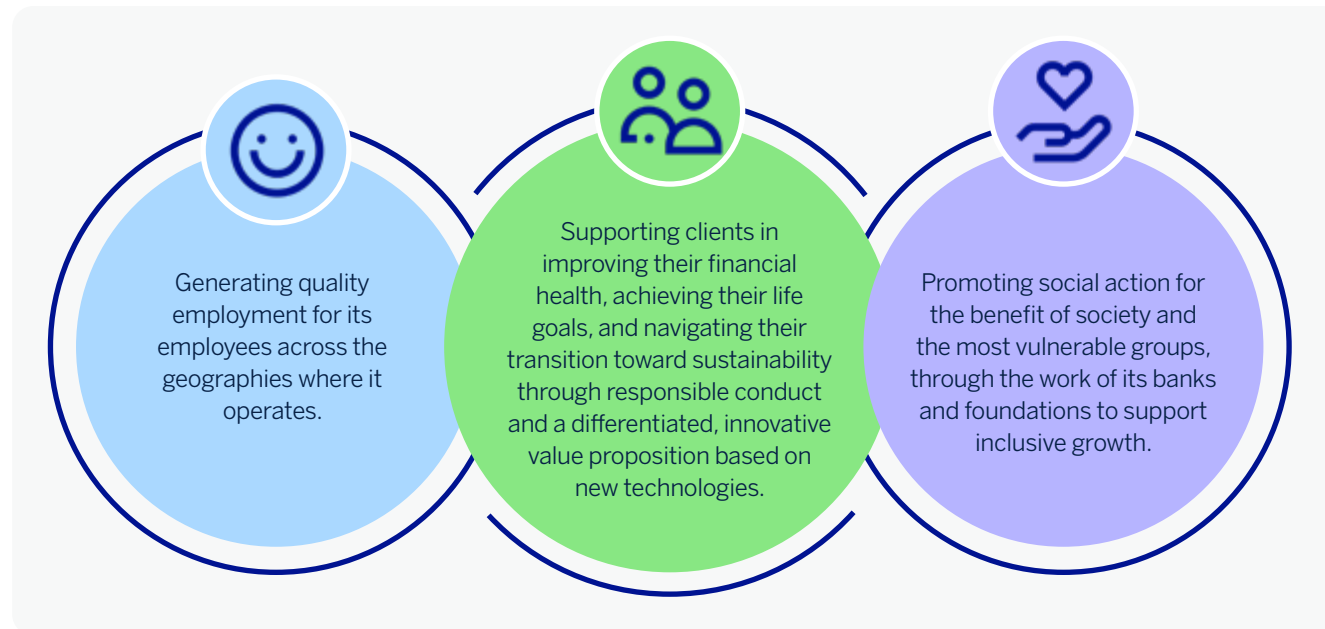 Generating quality
employment for its
employees across the
geographies where it
operates.
Supporting clients in
improving their financial
health, achieving their life
goals, and navigating their
transition toward sustainability
through responsible conduct
and a differentiated, innovative
value proposition based on
new technologies.
Promoting social action for
the benefit of society and
the most vulnerable groups,
through the work of its banks
and foundations to support
inclusive growth.